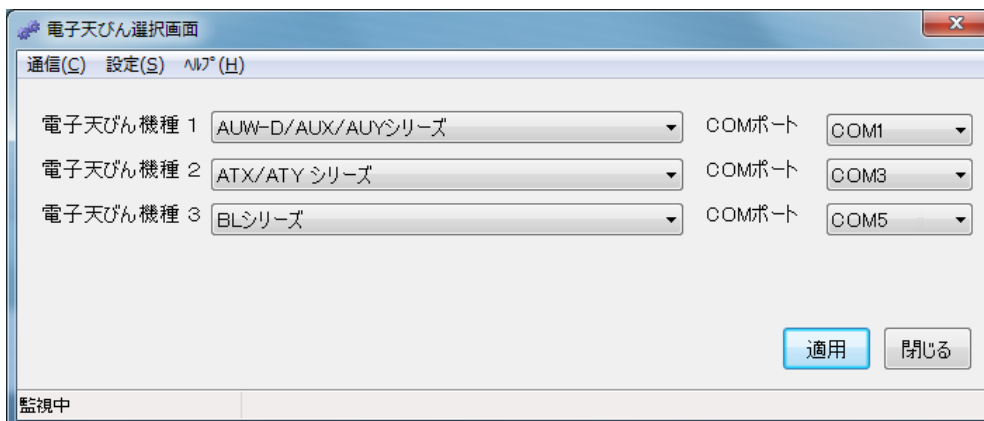 電子天びん選択画面
通信(C) 設定(S) ﾍﾙﾌﾟ(H)
電子天びん機種 1 AUW-D/AUX/AUYシリーズ COMポート COM1
電子天びん機種 2 ATX/ATY シリーズ COMポート COM3
電子天びん機種 3 BLシリーズ COMポート COM5
適用 閉じる
監視中